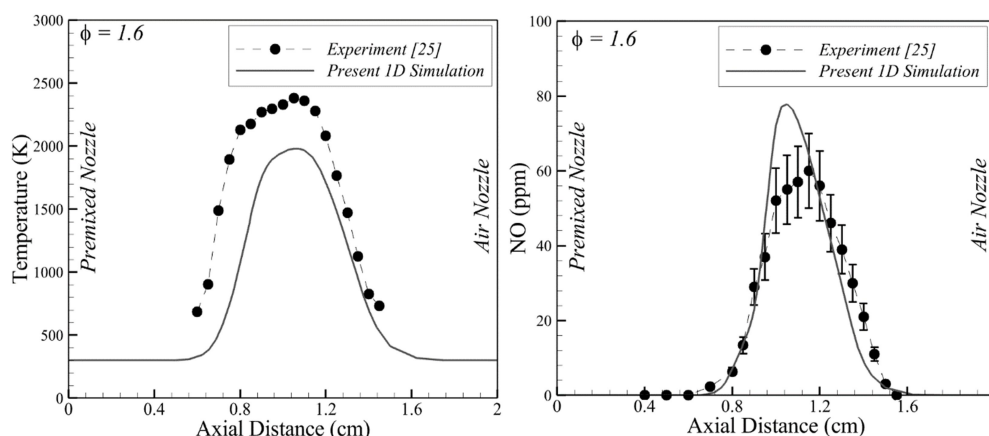 ϕ = 1.6
Experiment [25]
Present 1D Simulation
3000
2500
2000
1500
1000
500
0
Temperature (K)
Premixed Nozzle
Air Nozzle
0
0.4
0.8
1.2
1.6
2
Axial Distance (cm)
ϕ = 1.6
Experiment [25]
Present 1D Simulation
100
80
60
40
20
0
NO (ppm)
Premixed Nozzle
Air Nozzle
0
0.4
0.8
1.2
1.6
Axial Distance (cm)